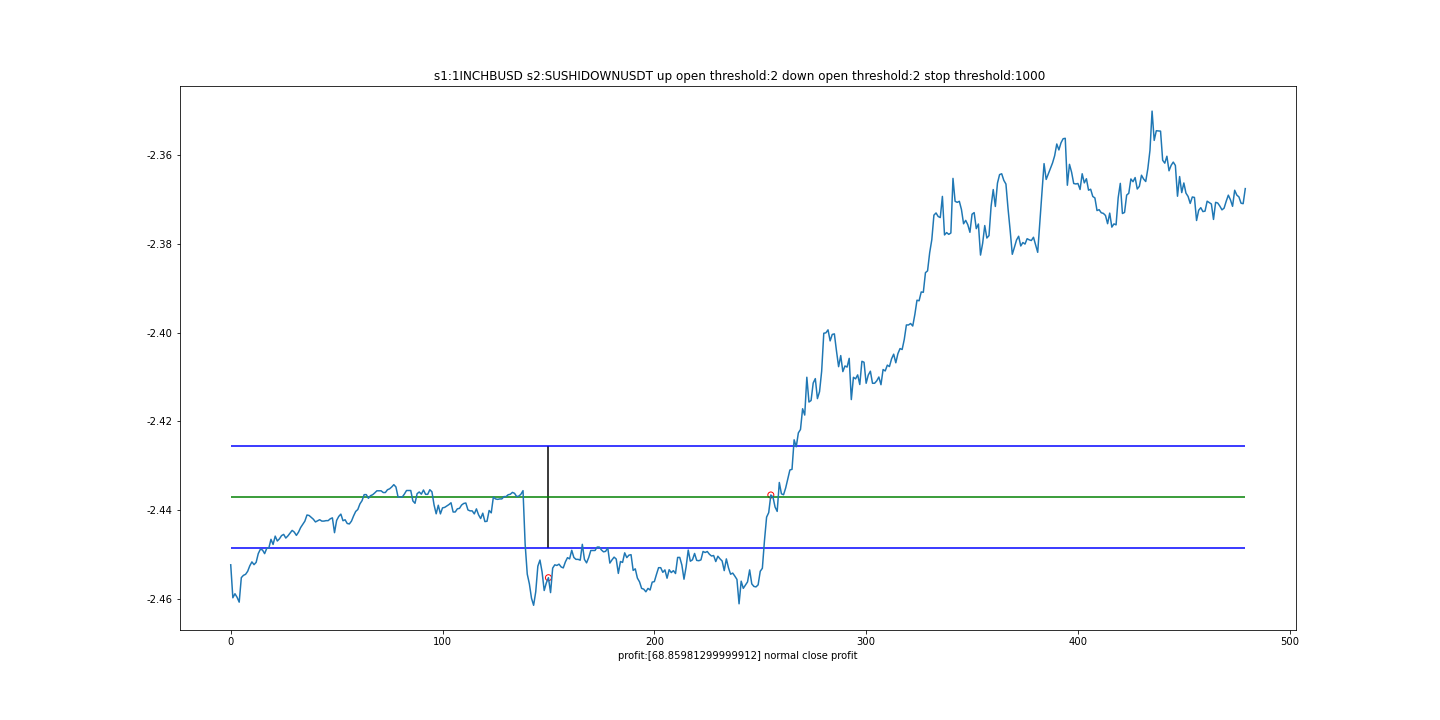 s1:1INCHBUSD s2:SUSHIDOWNUSDT up open threshold:2 down open threshold:2 stop threshold:1000
-2.36
-2.38
-2.40
-2.42
-2.44
-2.46
0 100 200 300 400 500
profit:[68.85981299999912] normal close profit